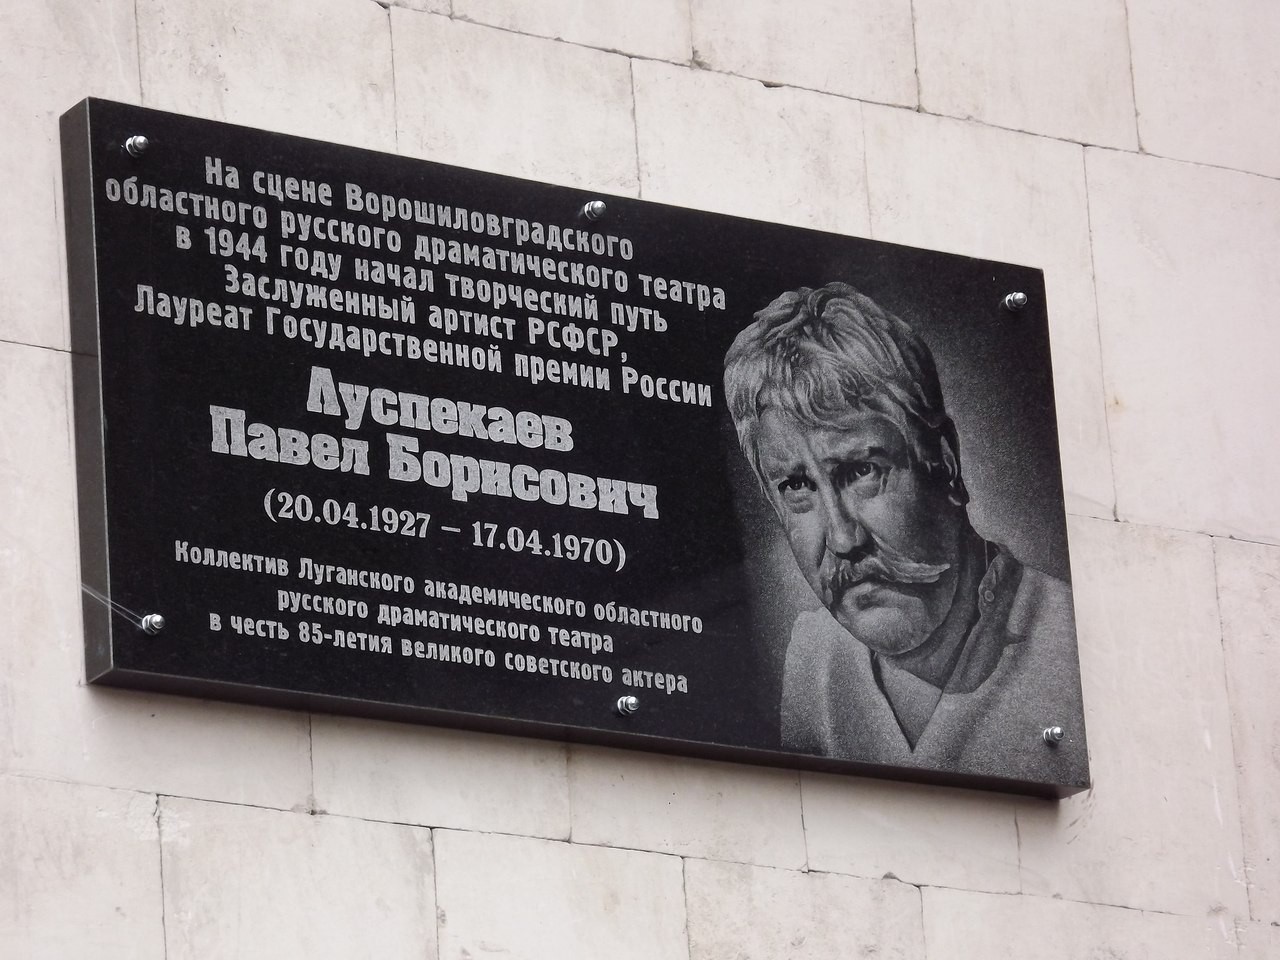 На сцене Ворошиловградского
областного русского драматического театра
в 1944 году начал творческий путь
Заслуженный артист РСФСР,
Лауреат Государственной премии России
Луспекаев
Павел Борисович
(20.04.1927 – 17.04.1970)
Коллектив Луганского академического областного
русского драматического театра
в честь 85-летия великого советского актера